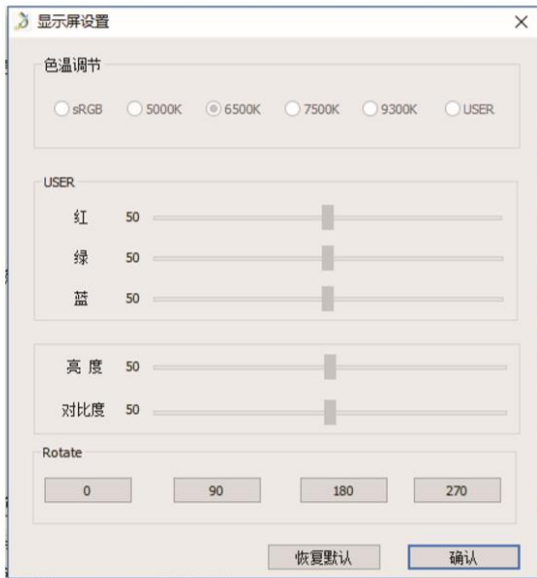 显示屏设置
色温调节
sRGB 5000K 6500K 7500K 9300K USER
USER
红 50
绿 50
蓝 50
亮 度 50
对比度 50
Rotate
0 90 180 270
恢复默认 确认